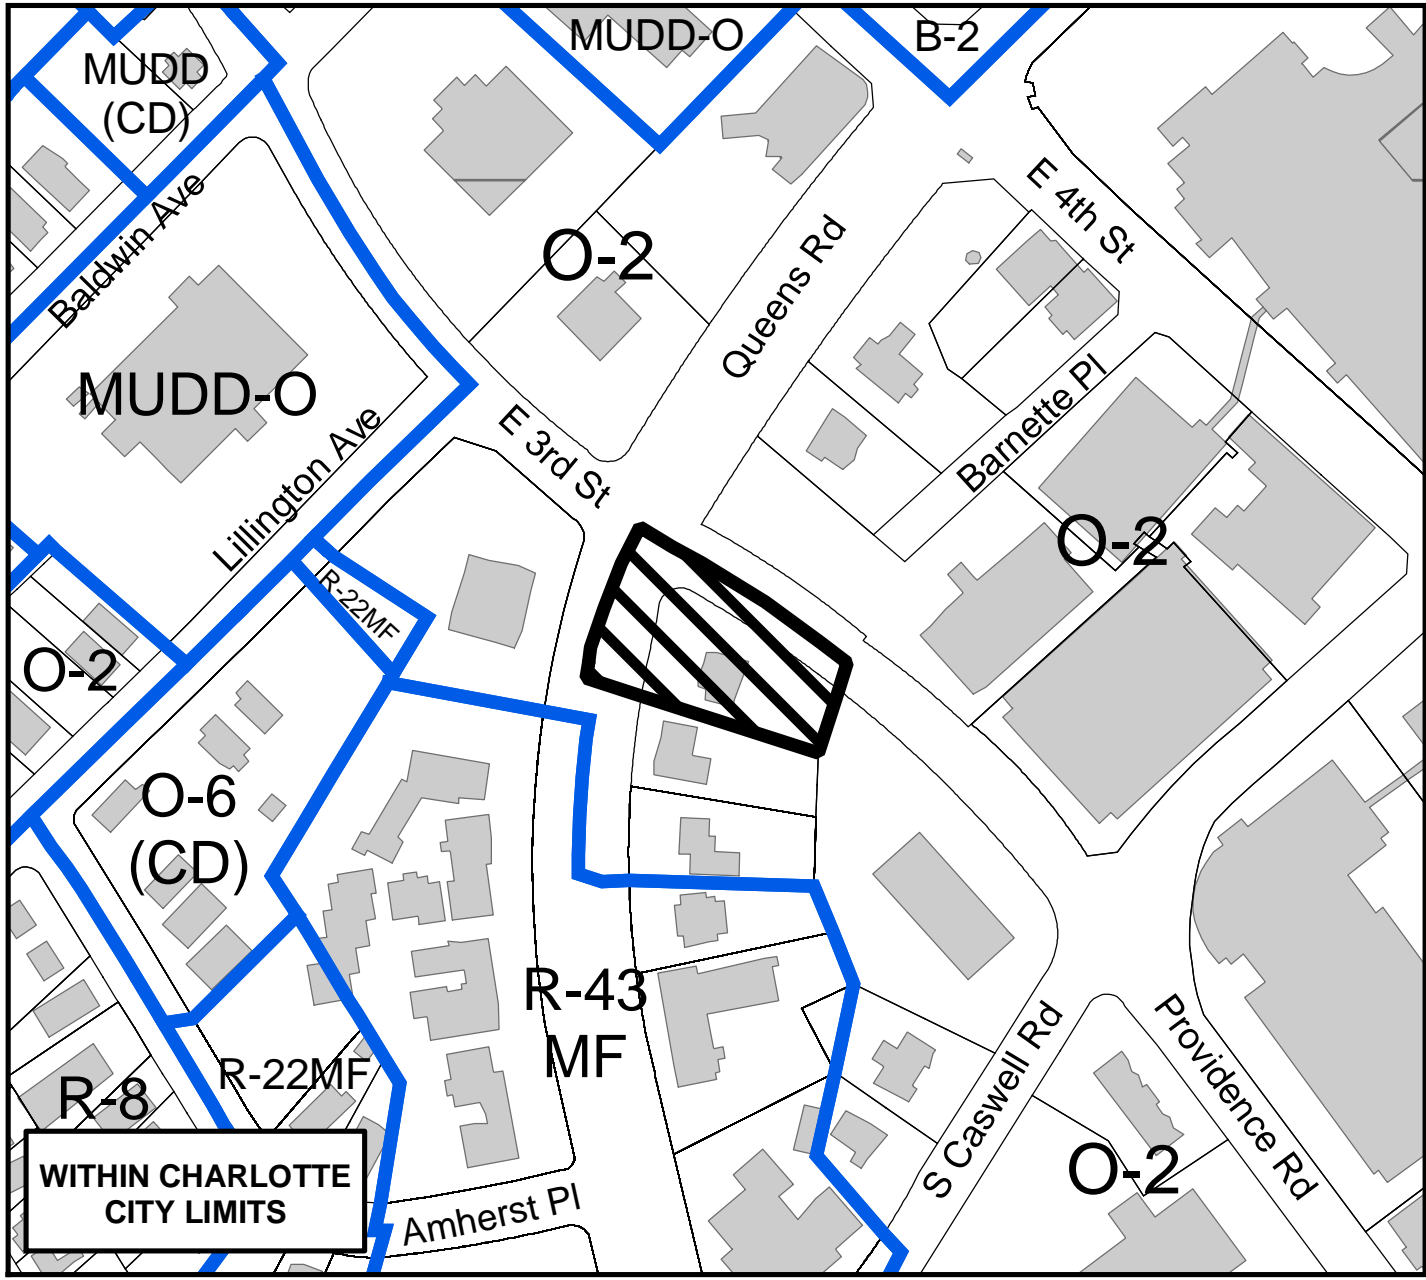 MUDD-O
B-2
MUDD
(CD)
E 4th St
Baldwin Ave
O-2
Queens Rd
MUDD-O
Barnette Pl
E 3rd St
Lillington Ave
O-2
R-22MF
O-2
O-6
(CD)
R-43
MF
R-22MF
R-8
S Caswell Rd
Providence Rd
O-2
WITHIN CHARLOTTE
CITY LIMITS
Amherst Pl